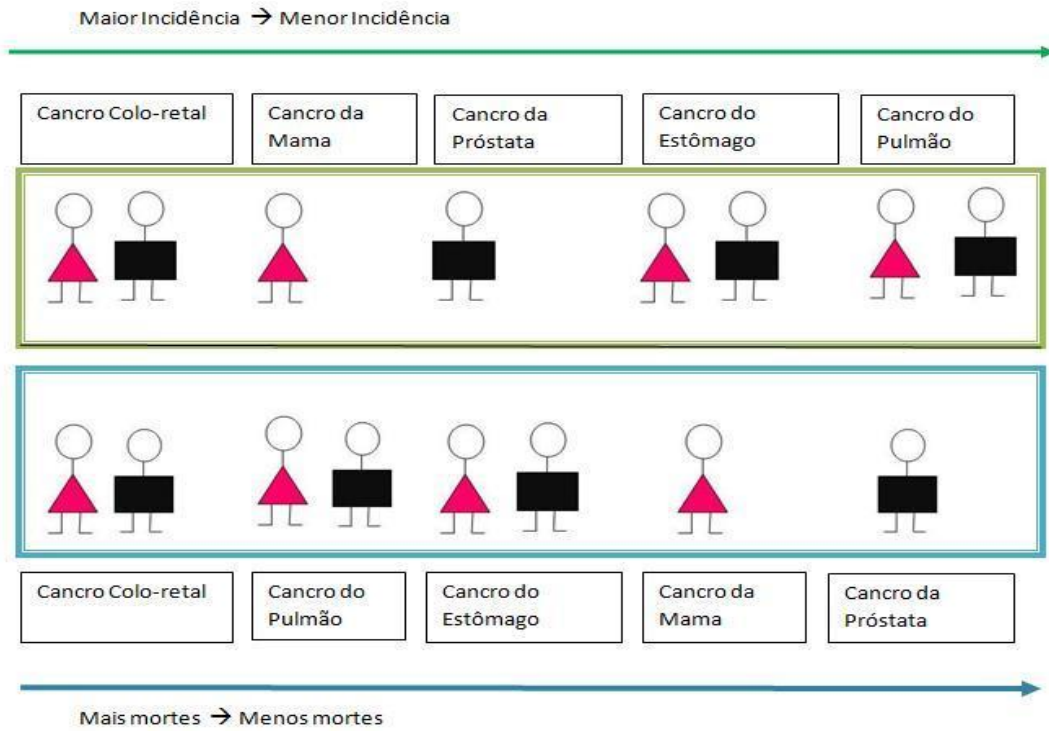 Maior Incidência → Menor Incidência
Cancro Colo-retal
Cancro da
Mama
Cancro da
Próstata
Cancro do
Estômago
Cancro do
Pulmão
Cancro Colo-retal
Cancro do
Pulmão
Cancro do
Estômago
Cancro da
Mama
Cancro da
Próstata
Mais mortes → Menos mortes